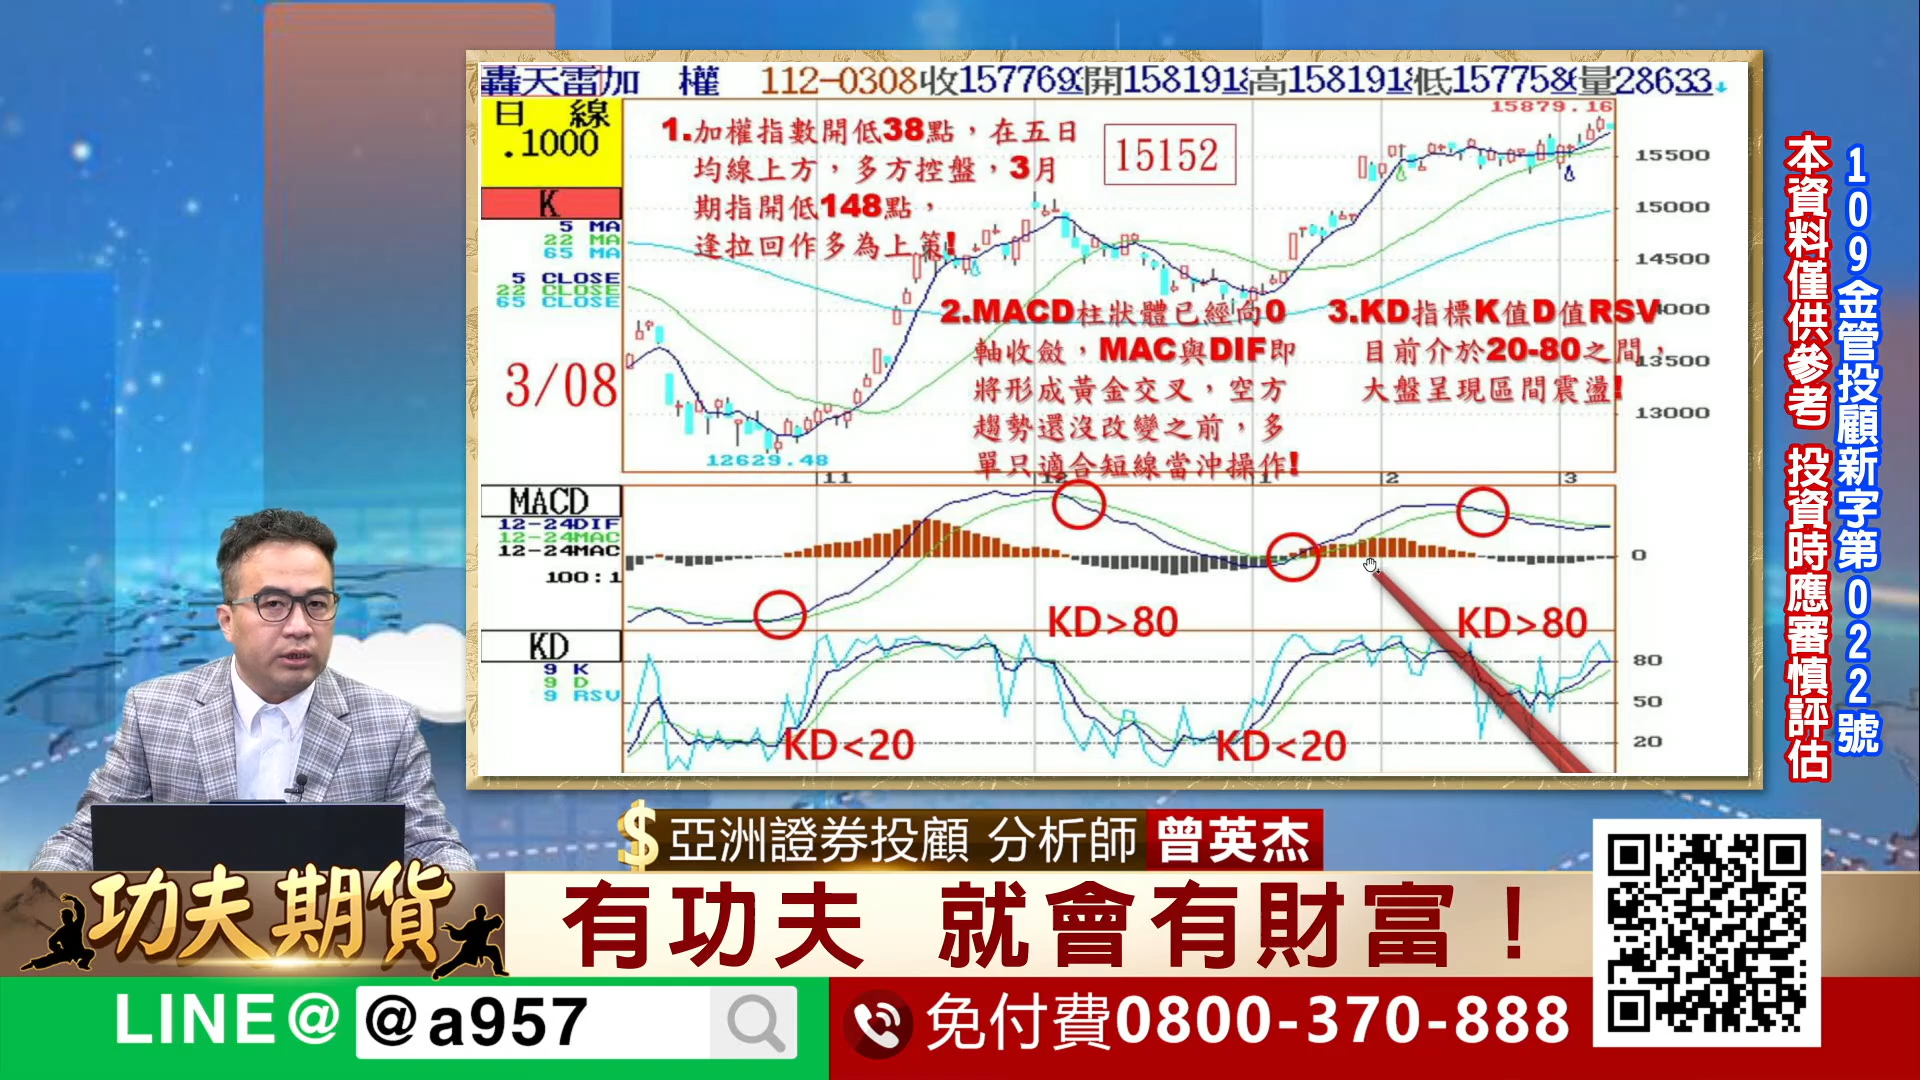 轟天雷加 權 112-0308收15776 開15819 高15819 低15775 量28633
日 線
.1000
K
5 MA
22 MA
65 MA
5 CLOSE
22 CLOSE
65 CLOSE
3/08
1.加權指數開低38點，在五日
均線上方，多方控盤，3月
期指開低148點，
逢拉回作多為上策!
15152
15879.16
2.MACD柱狀體已經向0
軸收斂，MAC與DIF即
將形成黃金交叉，空方
趨勢還沒改變之前，多
單只適合短線當沖操作!
3.KD指標K值D值RSV
目前介於20-80之間，
大盤呈現區間震盪!
12629.48
15500
15000
14500
14000
13500
13000
11
12
1
2
3
MACD
12-24DIF
12-24MAC
12-24MAC
100:1
0
KD>80
KD>80
KD
9 K
9 D
9 RSV
80
50
20
KD<20
KD<20
109金管投顧新字第022號
本資料僅供參考 投資時應審慎評估
$亞洲證券投顧 分析師 曾英杰
功夫期貨
有功夫 就會有財富！
LINE@ @a957
免付費0800-370-888